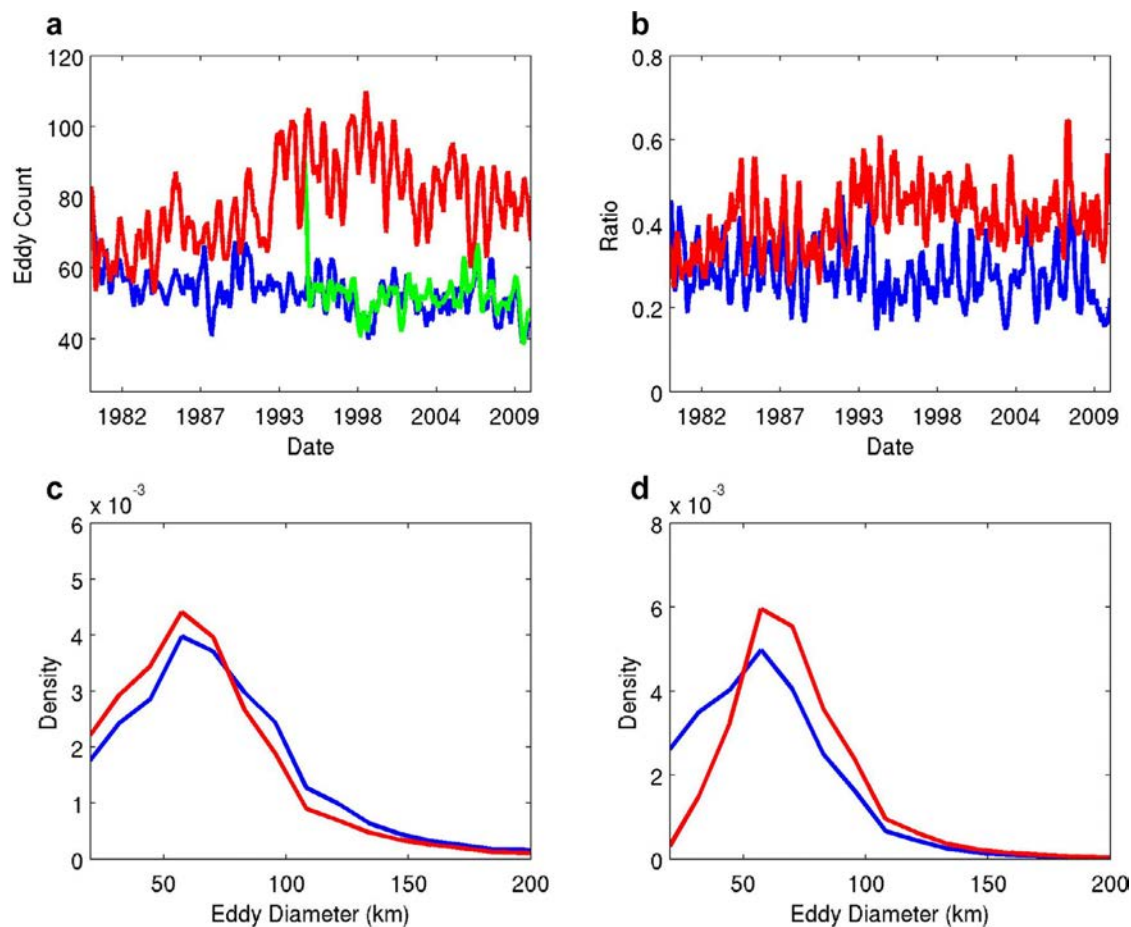 a
120
100
80
60
40
Eddy Count
1982 1987 1993 1998 2004 2009
Date
b
0.8
0.6
0.4
0.2
0
Ratio
1982 1987 1993 1998 2004 2009
Date
c
x 10-3
6
5
4
3
2
1
0
Density
50 100 150 200
Eddy Diameter (km)
d
x 10-3
8
6
4
2
0
Density
50 100 150 200
Eddy Diameter (km)